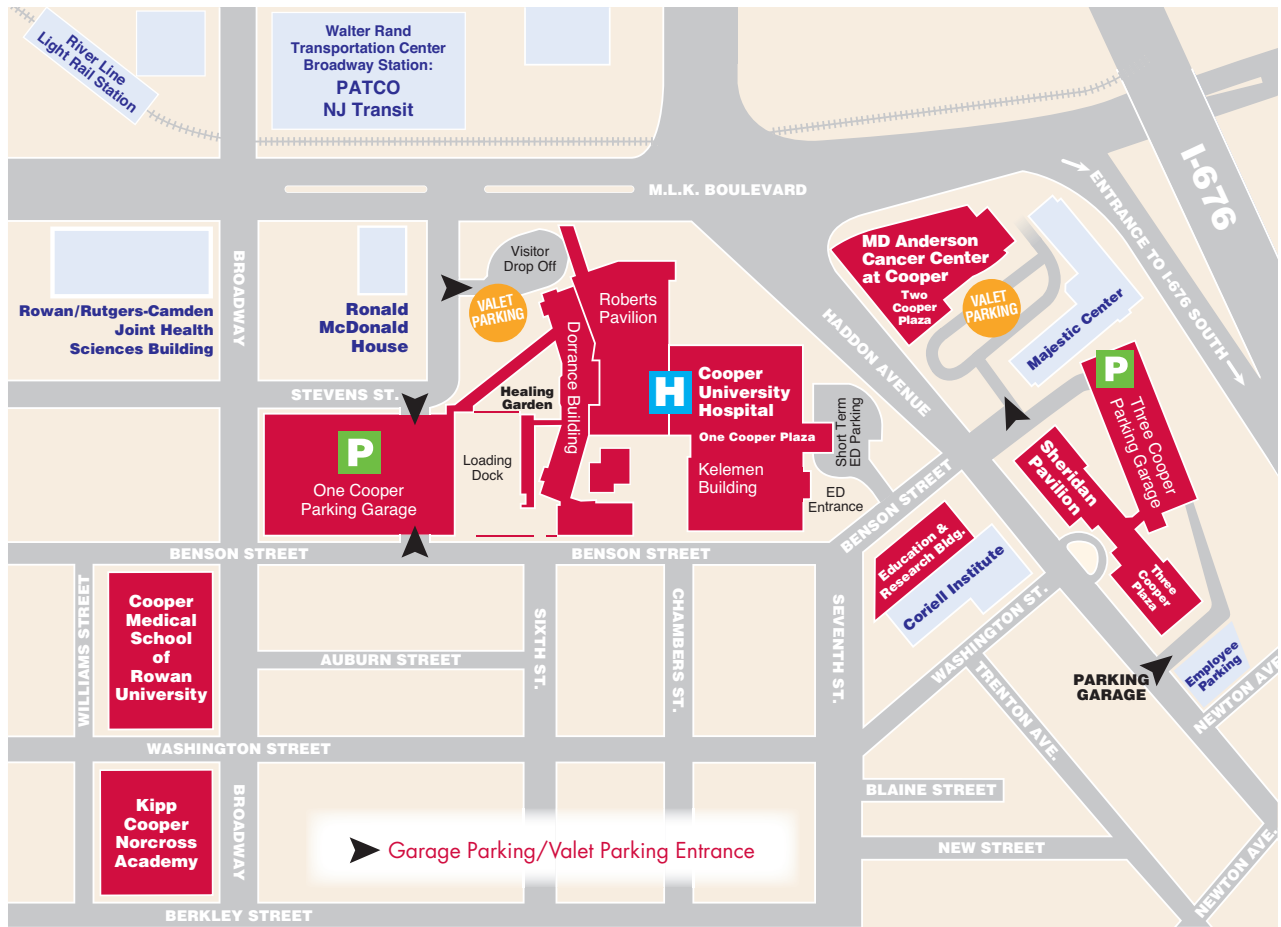 River Line
Light Rail Station
Walter Rand
Transportation Center
Broadway Station:
PATCO
NJ Transit
I-676
M.L.K. BOULEVARD
ENTRANCE TO I-676 SOUTH
Rowan/Rutgers-Camden
Joint Health
Sciences Building
BROADWAY
Ronald
McDonald
House
Visitor
Drop Off
VALET
PARKING
Roberts
Pavilion
Dorrance Building
MD Anderson
Cancer Center
at Cooper
Two
Cooper
Plaza
VALET
PARKING
Majestic Center
HADDON AVENUE
STEVENS ST.
Healing
Garden
H
Cooper
University
Hospital
One Cooper Plaza
Kelemen
Building
Short Term
ED Parking
ED
Entrance
P
Three Cooper
Parking Garage
Sheridan
Pavilion
Three
Cooper
Plaza
P
One Cooper
Parking Garage
Loading
Dock
BENSON STREET
BENSON STREET
BENSON STREET
Education &
Research Bldg.
Coriell Institute
WILLIAMS STREET
Cooper
Medical
School
of
Rowan
University
AUBURN STREET
SIXTH ST.
CHAMBERS ST.
SEVENTH ST.
WASHINGTON ST.
TRENTON AVE.
PARKING
GARAGE
Employee
Parking
NEWTON AVE
WASHINGTON STREET
Kipp
Cooper
Norcross
Academy
BROADWAY
BLAINE STREET
NEW STREET
NEWTON AVE.
Garage Parking/Valet Parking Entrance
BERKLEY STREET